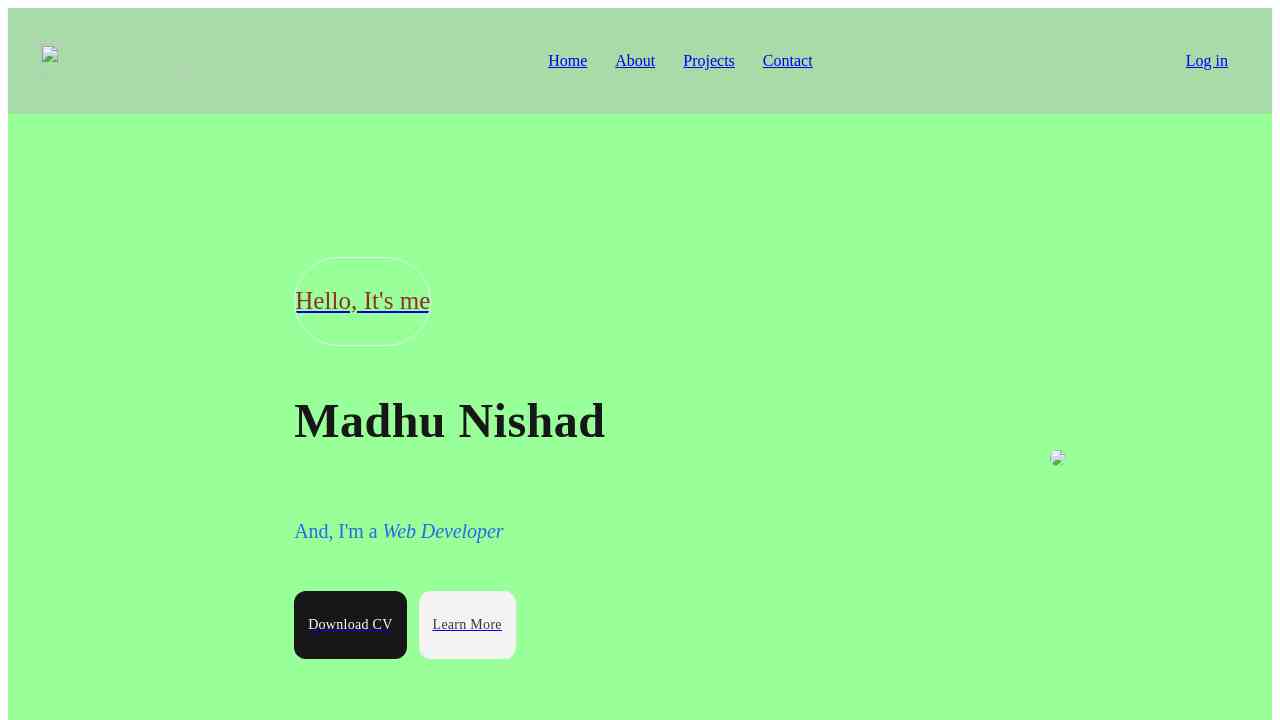 Home About Projects Contact Log in
Hello, It's me
Madhu Nishad
And, I'm a Web Developer
Download CV Learn More